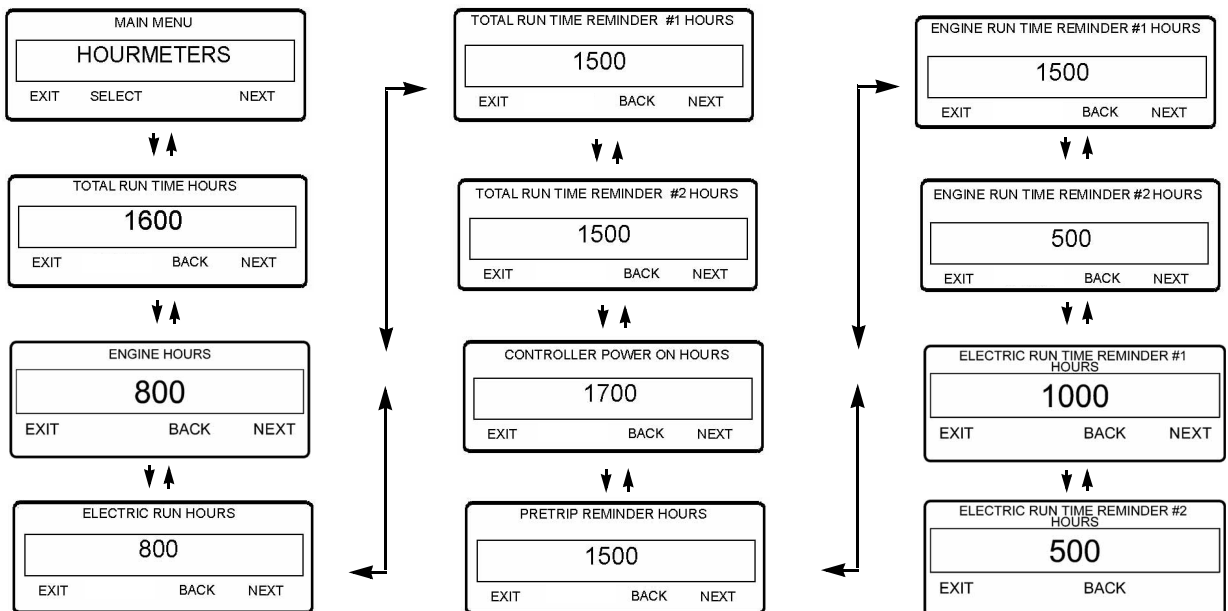 MAIN MENU
HOURMETERS
EXIT SELECT NEXT
TOTAL RUN TIME HOURS
1600
EXIT BACK NEXT
ENGINE HOURS
800
EXIT BACK NEXT
ELECTRIC RUN HOURS
800
EXIT BACK NEXT
TOTAL RUN TIME REMINDER #1 HOURS
1500
EXIT BACK NEXT
TOTAL RUN TIME REMINDER #2 HOURS
1500
EXIT BACK NEXT
CONTROLLER POWER ON HOURS
1700
EXIT BACK NEXT
PRETRIP REMINDER HOURS
1500
EXIT BACK NEXT
ENGINE RUN TIME REMINDER #1 HOURS
1500
EXIT BACK NEXT
ENGINE RUN TIME REMINDER #2 HOURS
500
EXIT BACK NEXT
ELECTRIC RUN TIME REMINDER #1
HOURS
1000
EXIT BACK NEXT
ELECTRIC RUN TIME REMINDER #2
HOURS
500
EXIT BACK